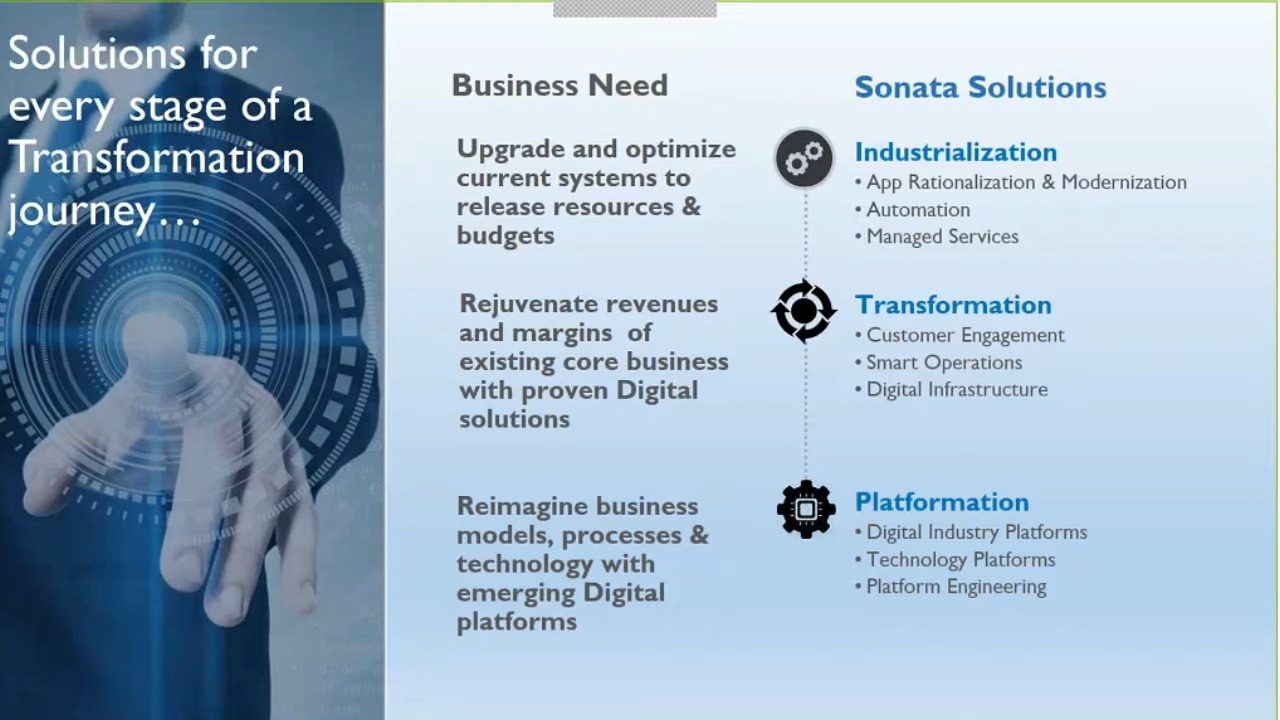 Solutions for
every stage of a
Transformation
journey…
Business Need
Sonata Solutions
Upgrade and optimize
current systems to
release resources &
budgets
Industrialization
• App Rationalization & Modernization
• Automation
• Managed Services
Rejuvenate revenues
and margins of
existing core business
with proven Digital
solutions
Transformation
• Customer Engagement
• Smart Operations
• Digital Infrastructure
Reimagine business
models, processes &
technology with
emerging Digital
platforms
Platformation
• Digital Industry Platforms
• Technology Platforms
• Platform Engineering